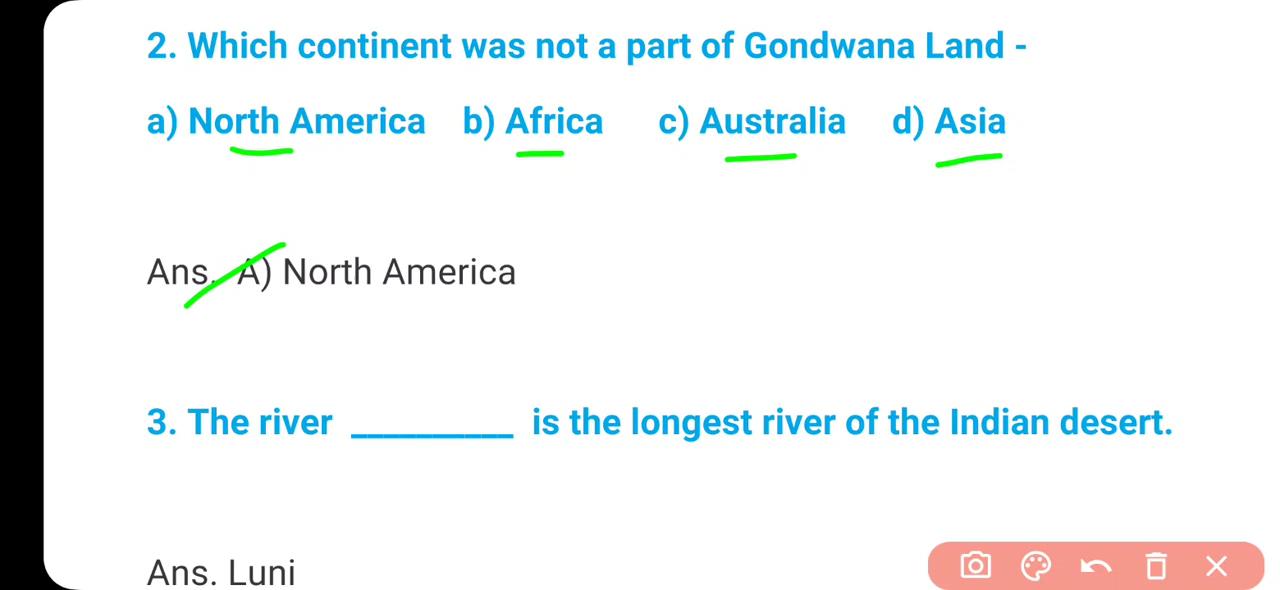 2. Which continent was not a part of Gondwana Land -
a) North America b) Africa c) Australia d) Asia
Ans. A) North America
3. The river __________ is the longest river of the Indian desert.
Ans. Luni